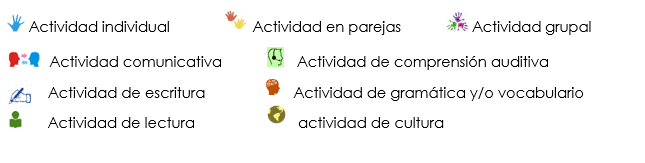 Actividad individual Actividad en parejas Actividad grupal
Actividad comunicativa Actividad de comprensión auditiva
Actividad de escritura Actividad de gramática y/o vocabulario
Actividad de lectura actividad de cultura